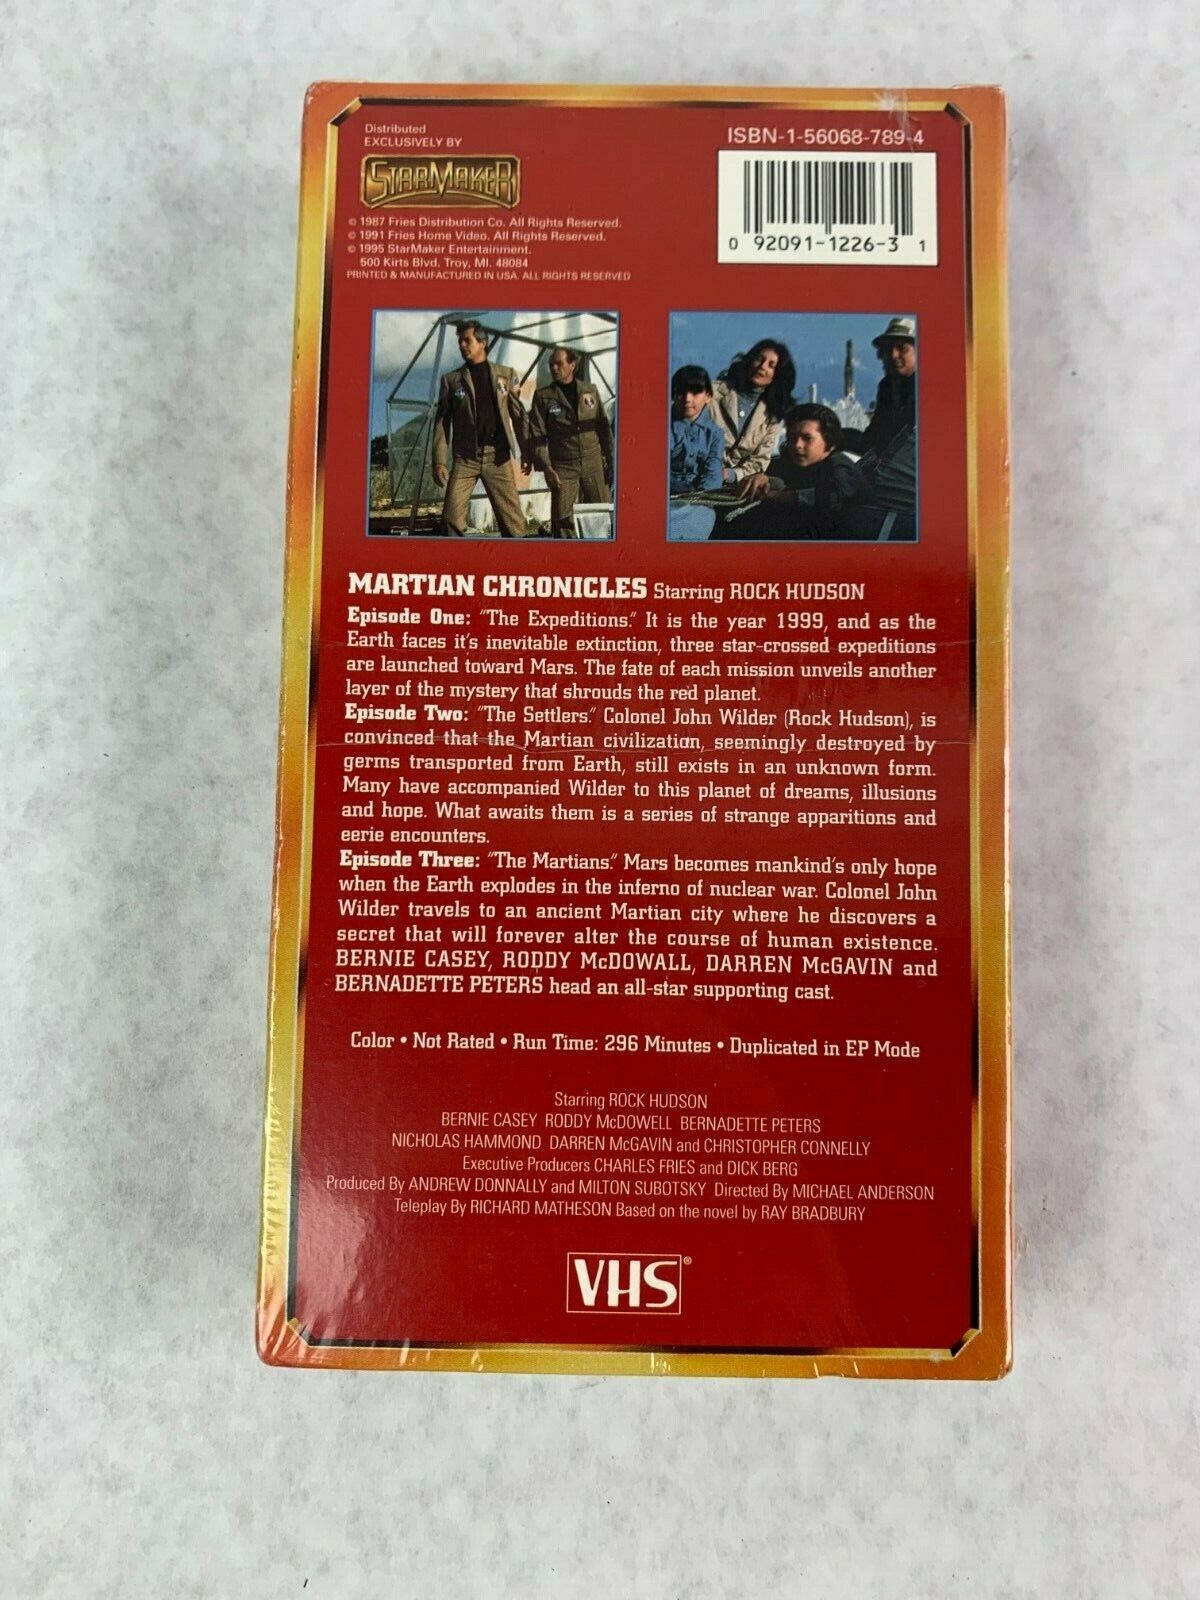 Distributed
EXCLUSIVELY BY
STARMAKER
© 1987 Fries Distribution Co. All Rights Reserved.
© 1991 Fries Home Video. All Rights Reserved.
© 1995 StarMaker Entertainment.
500 Kirts Blvd. Troy, MI. 48084
PRINTED & MANUFACTURED IN USA. ALL RIGHTS RESERVED
ISBN-1-56068-789-4
0 92091-1226-3 1
MARTIAN CHRONICLES Starring ROCK HUDSON
Episode One: "The Expeditions." It is the year 1999, and as the
Earth faces it's inevitable extinction, three star-crossed expeditions
are launched toward Mars. The fate of each mission unveils another
layer of the mystery that shrouds the red planet.
Episode Two: "The Settlers." Colonel John Wilder (Rock Hudson), is
convinced that the Martian civilization, seemingly destroyed by
germs transported from Earth, still exists in an unknown form.
Many have accompanied Wilder to this planet of dreams, illusions
and hope. What awaits them is a series of strange apparitions and
eerie encounters.
Episode Three: "The Martians." Mars becomes mankind's only hope
when the Earth explodes in the inferno of nuclear war. Colonel John
Wilder travels to an ancient Martian city where he discovers a
secret that will forever alter the course of human existence.
BERNIE CASEY, RODDY McDOWALL, DARREN McGAVIN and
BERNADETTE PETERS head an all-star supporting cast.
Color • Not Rated • Run Time: 296 Minutes • Duplicated in EP Mode
Starring ROCK HUDSON
BERNIE CASEY RODDY McDOWELL BERNADETTE PETERS
NICHOLAS HAMMOND DARREN McGAVIN and CHRISTOPHER CONNELLY
Executive Producers CHARLES FRIES and DICK BERG
Produced By ANDREW DONNALLY and MILTON SUBOTSKY Directed By MICHAEL ANDERSON
Teleplay By RICHARD MATHESON Based on the novel by RAY BRADBURY
VHS®